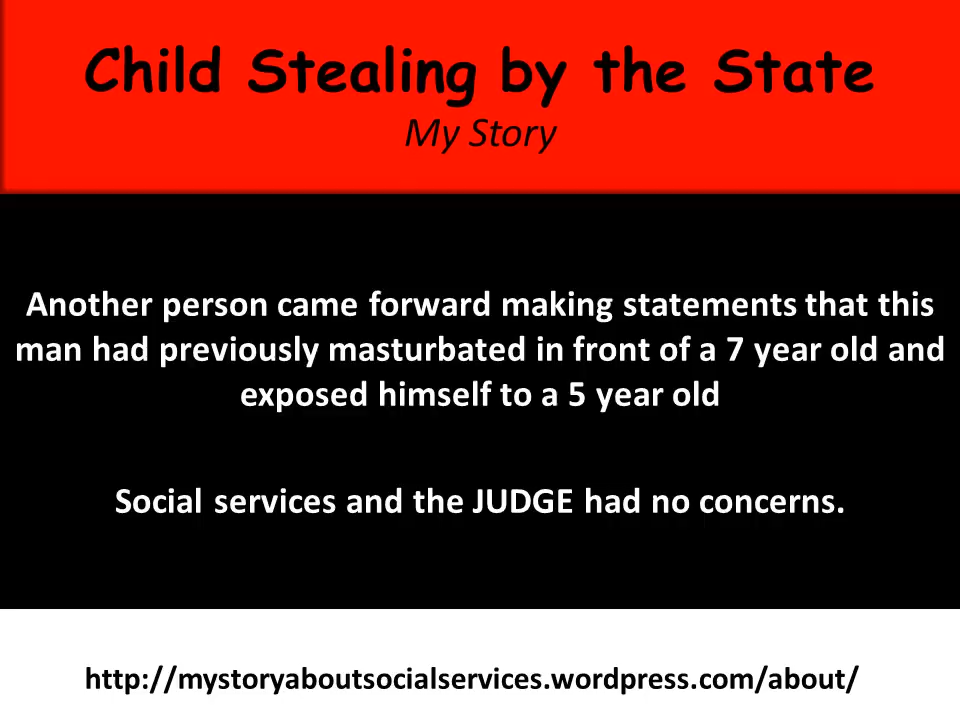 Child Stealing by the State
My Story
Another person came forward making statements that this
man had previously masturbated in front of a 7 year old and
exposed himself to a 5 year old
Social services and the JUDGE had no concerns.
http://mystoryaboutsocialservices.wordpress.com/about/